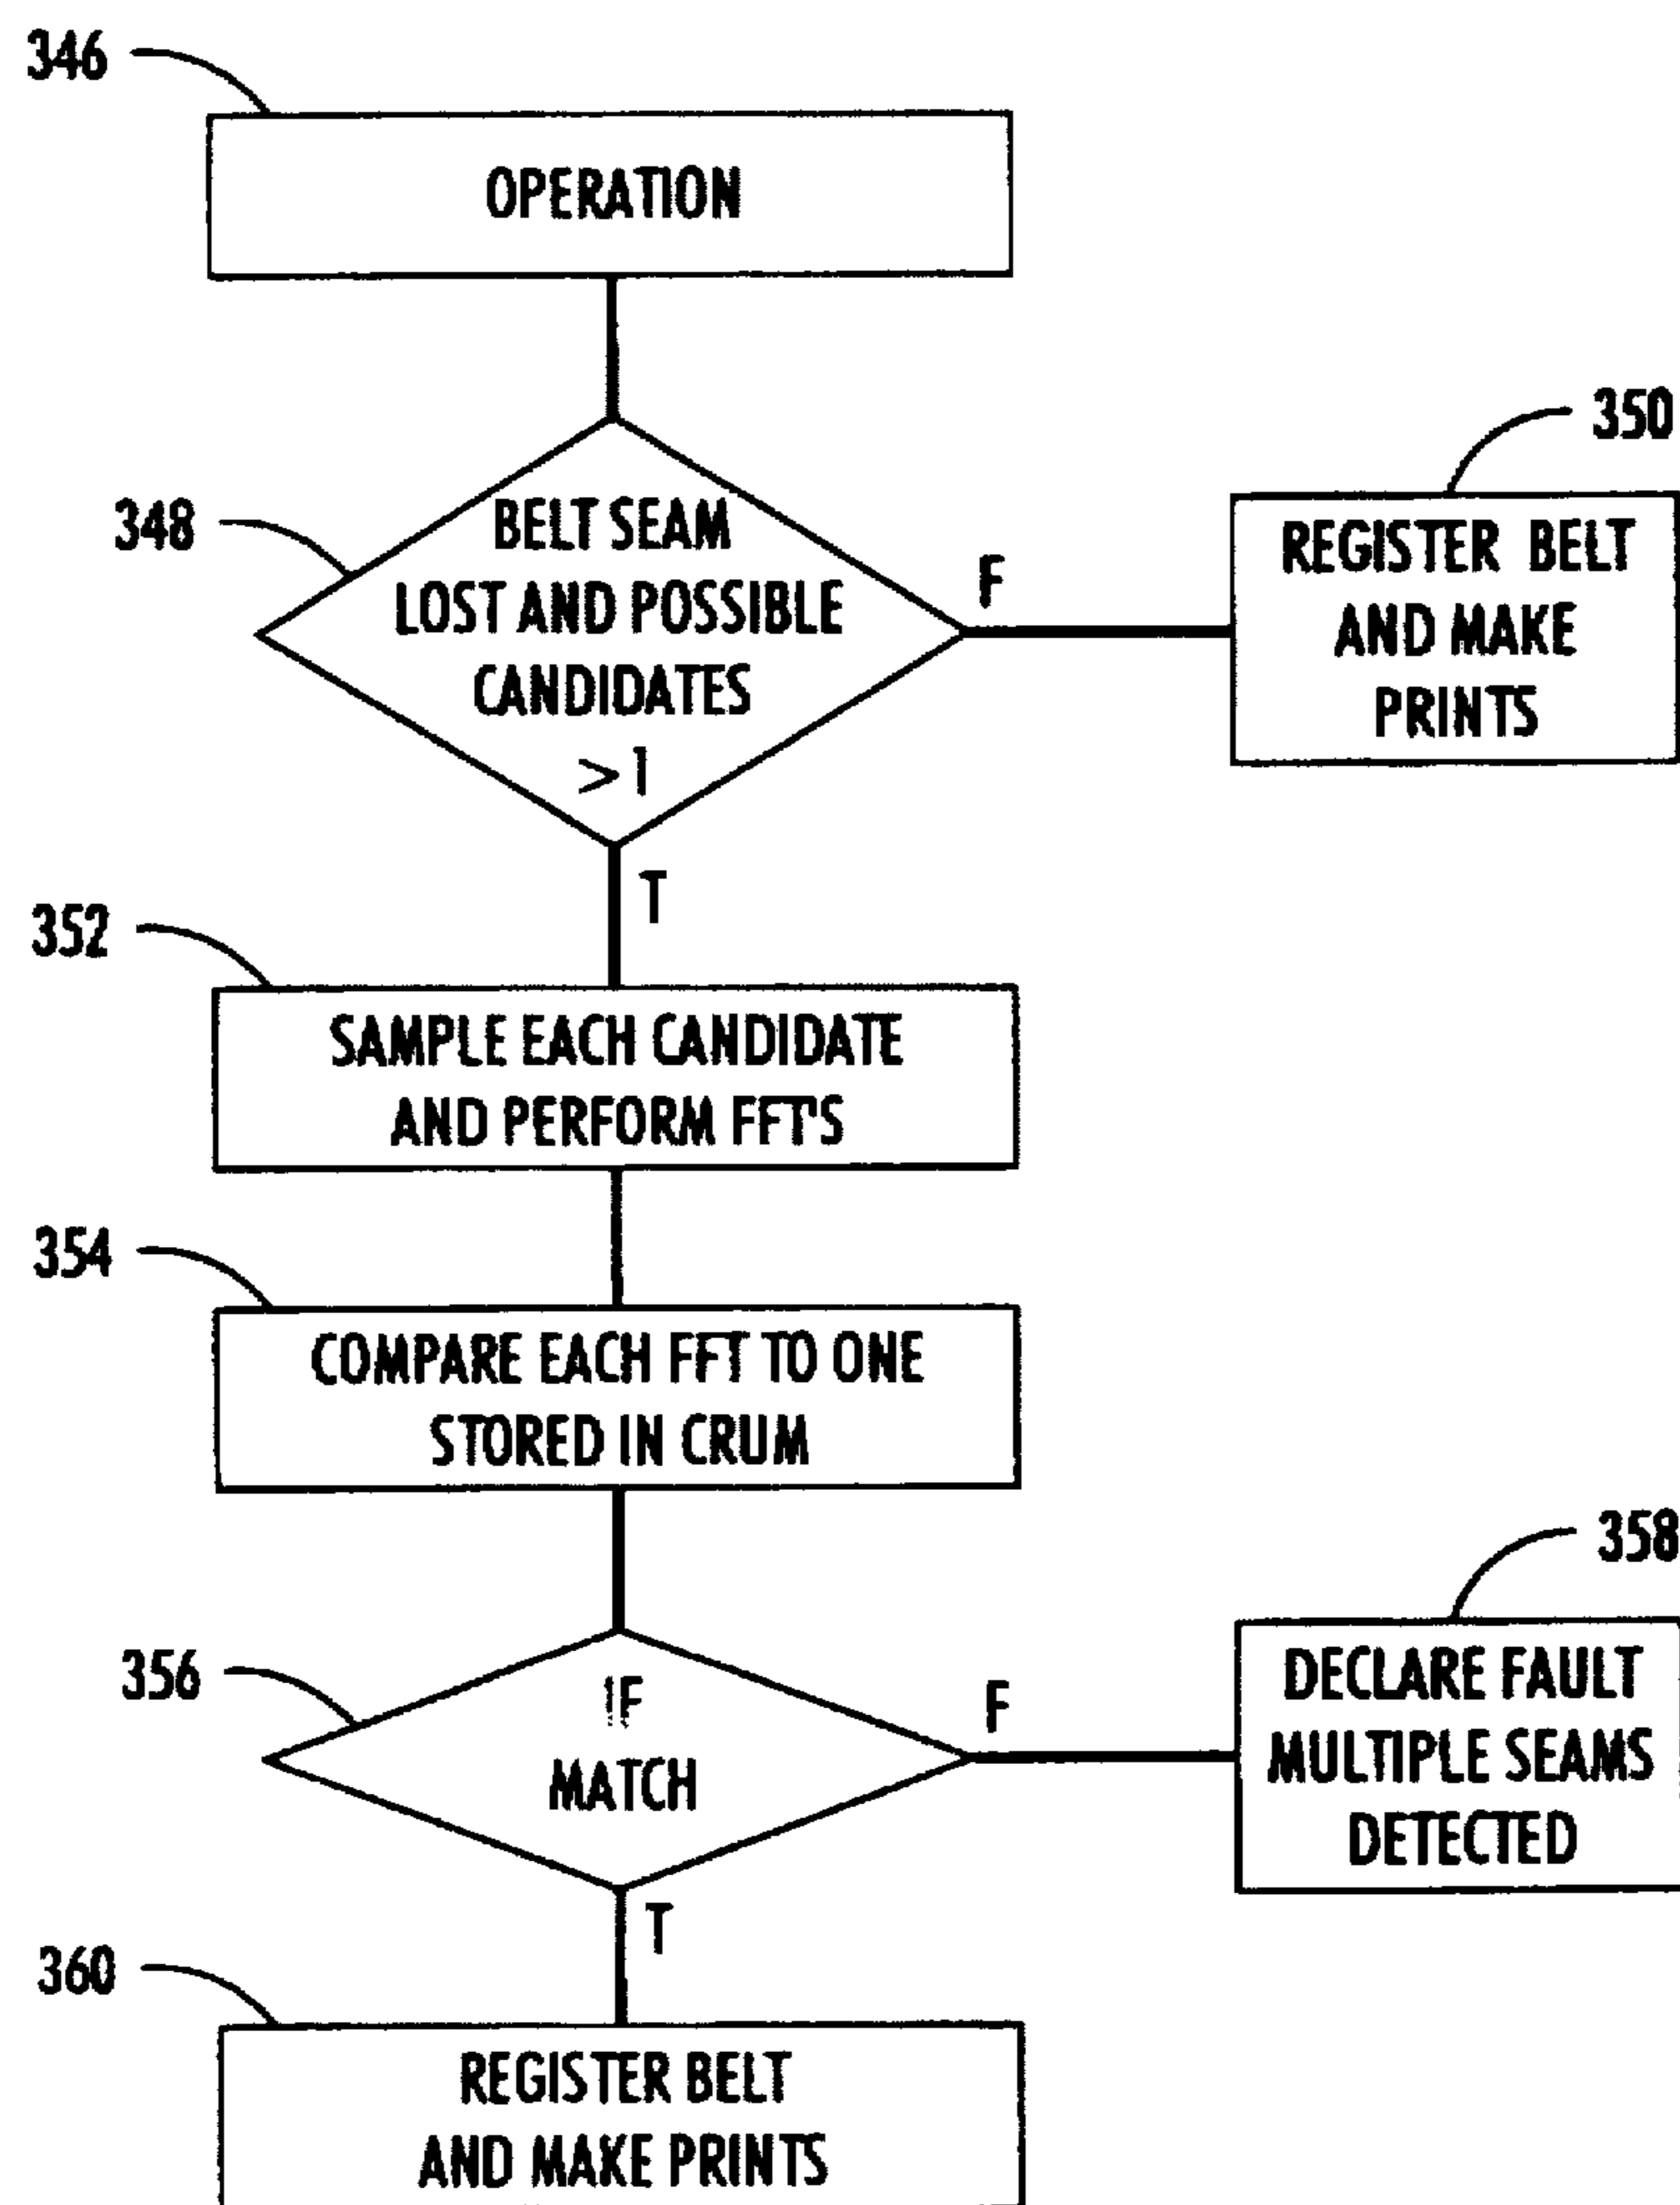 346
OPERATION
348
BELT SEAM
LOST AND POSSIBLE
CANDIDATES
> 1
F
350
REGISTER BELT
AND MAKE
PRINTS
T
352
SAMPLE EACH CANDIDATE
AND PERFORM FFT'S
354
COMPARE EACH FFT TO ONE
STORED IN CRUM
356
IF
MATCH
F
358
DECLARE FAULT
MULTIPLE SEAMS
DETECTED
T
360
REGISTER BELT
AND MAKE PRINTS